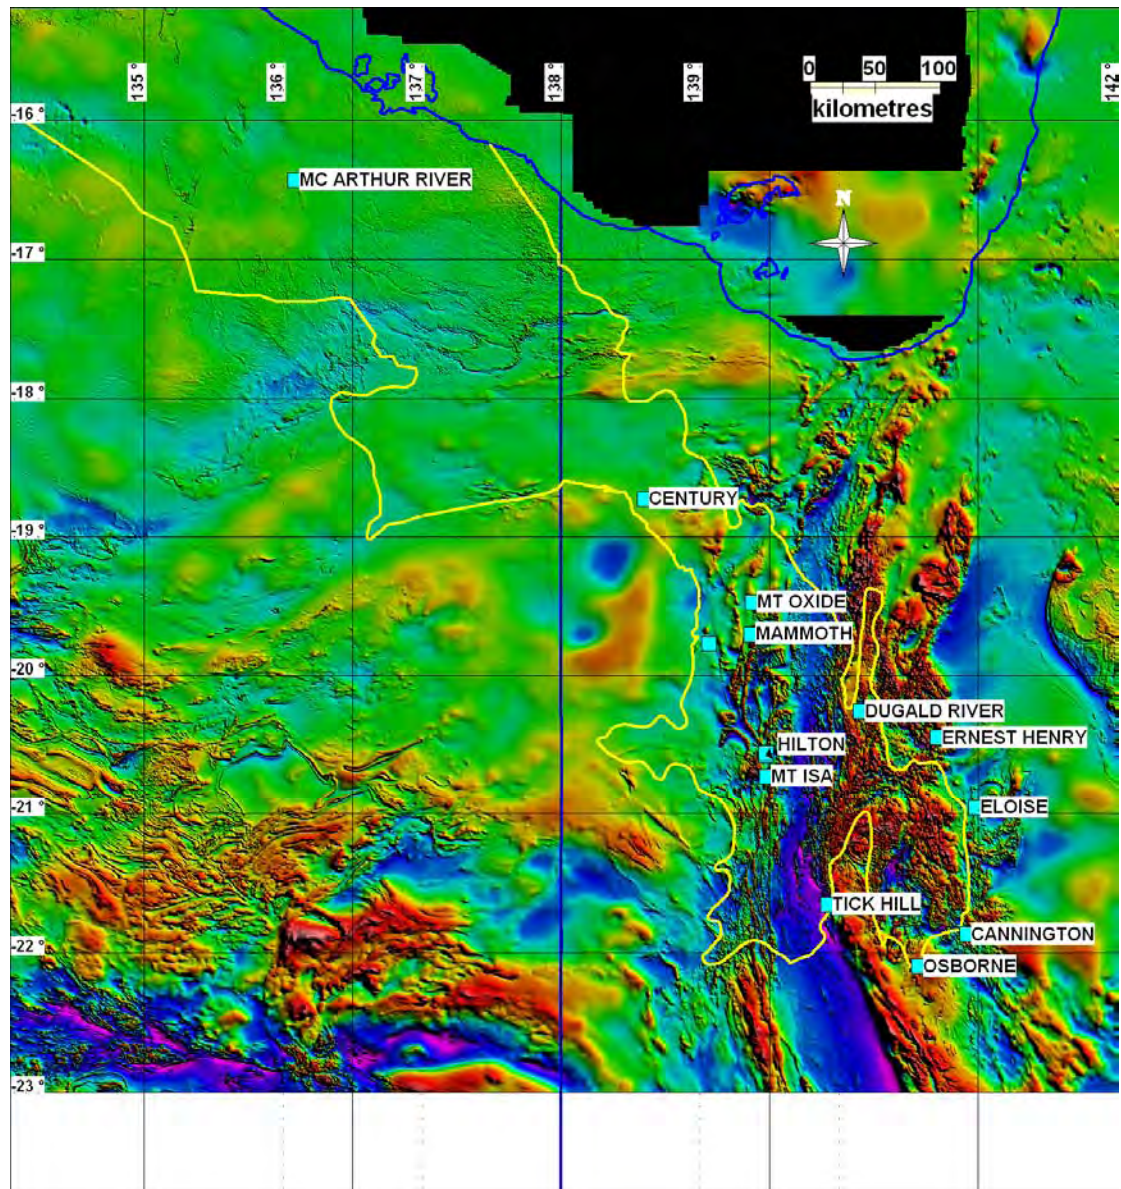 135 °
136 °
137 °
138 °
139 °
142 °
0 50 100
kilometres
-16 °
MC ARTHUR RIVER
N
-17 °
-18 °
CENTURY
-19 °
MT OXIDE
MAMMOTH
-20 °
DUGALD RIVER
ERNEST HENRY
HILTON
MT ISA
-21 °
ELOISE
TICK HILL
-22 °
CANNINGTON
OSBORNE
-23 °